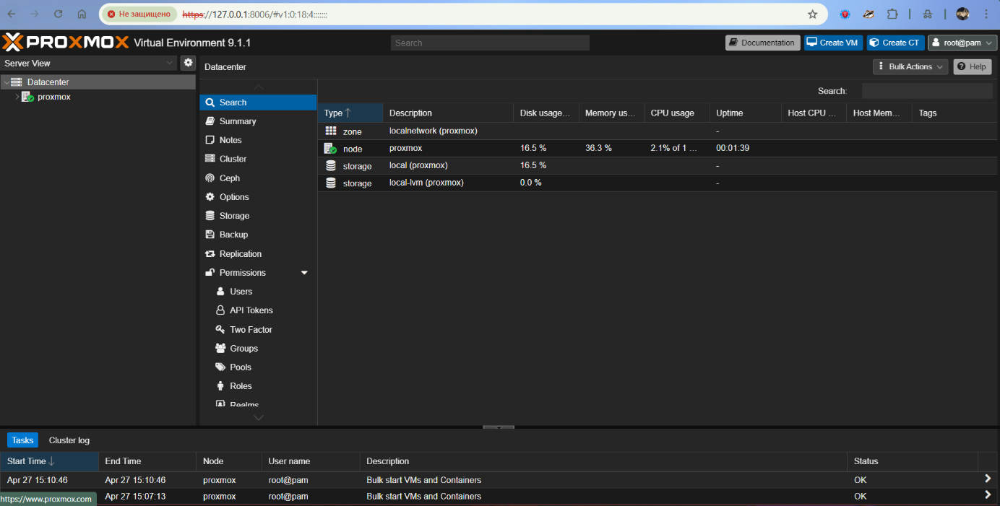 Не защищено https://127.0.0.1:8006/#v1:0:18:4:::::::
PROXMOX Virtual Environment 9.1.1 Search Documentation Create VM Create CT root@pam
Server View
Datacenter
proxmox
Datacenter Bulk Actions Help
Search
Summary
Notes
Cluster
Ceph
Options
Storage
Backup
Replication
Permissions
Users
API Tokens
Two Factor
Groups
Pools
Roles
Realms
Search:
Type Description Disk usage... Memory us... CPU usage Uptime Host CPU ... Host Mem... Tags
zone localnetwork (proxmox) -
node proxmox 16.5 % 36.3 % 2.1% of 1 ... 00:01:39
storage local (proxmox) 16.5 % -
storage local-lvm (proxmox) 0.0 % -
Tasks Cluster log
Start Time End Time Node User name Description Status
Apr 27 15:10:46 Apr 27 15:10:46 proxmox root@pam Bulk start VMs and Containers OK
https://www.proxmox.com Apr 27 15:07:13 proxmox root@pam Bulk start VMs and Containers OK